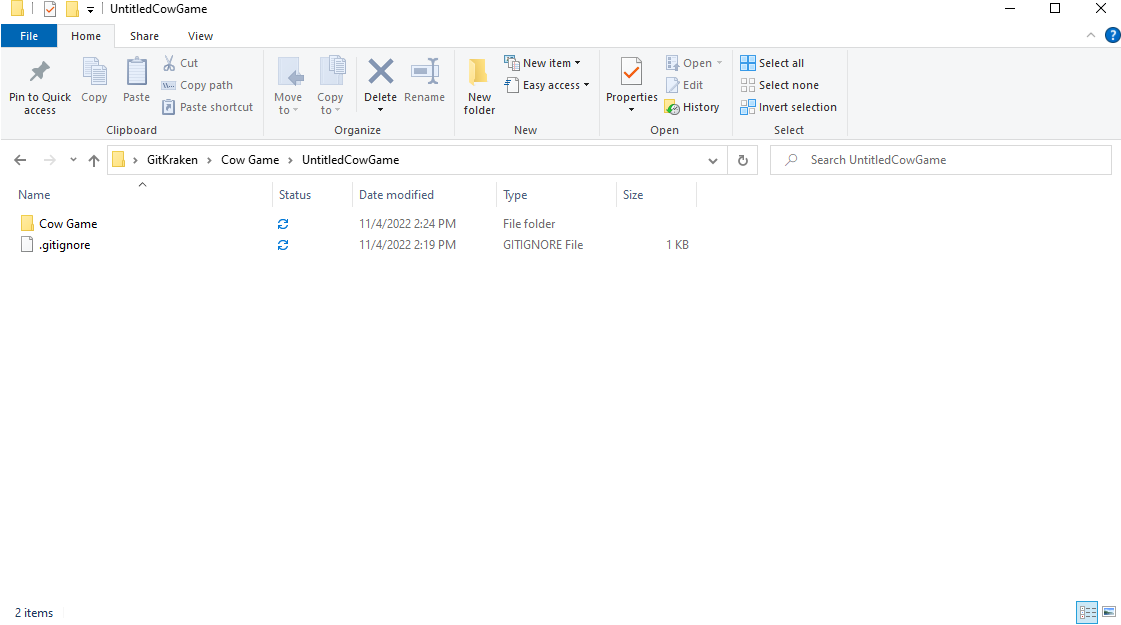 UntitledCowGame
File Home Share View
Pin to Quick access
Copy
Paste
Cut
Copy path
Paste shortcut
Clipboard
Move to
Copy to
Delete
Rename
Organize
New folder
New item
Easy access
New
Properties
Open
Edit
History
Open
Select all
Select none
Invert selection
Select
GitKraken > Cow Game > UntitledCowGame
Search UntitledCowGame
Name Status Date modified Type Size
Cow Game 11/4/2022 2:24 PM File folder
.gitignore 11/4/2022 2:19 PM GITIGNORE File 1 KB
2 items